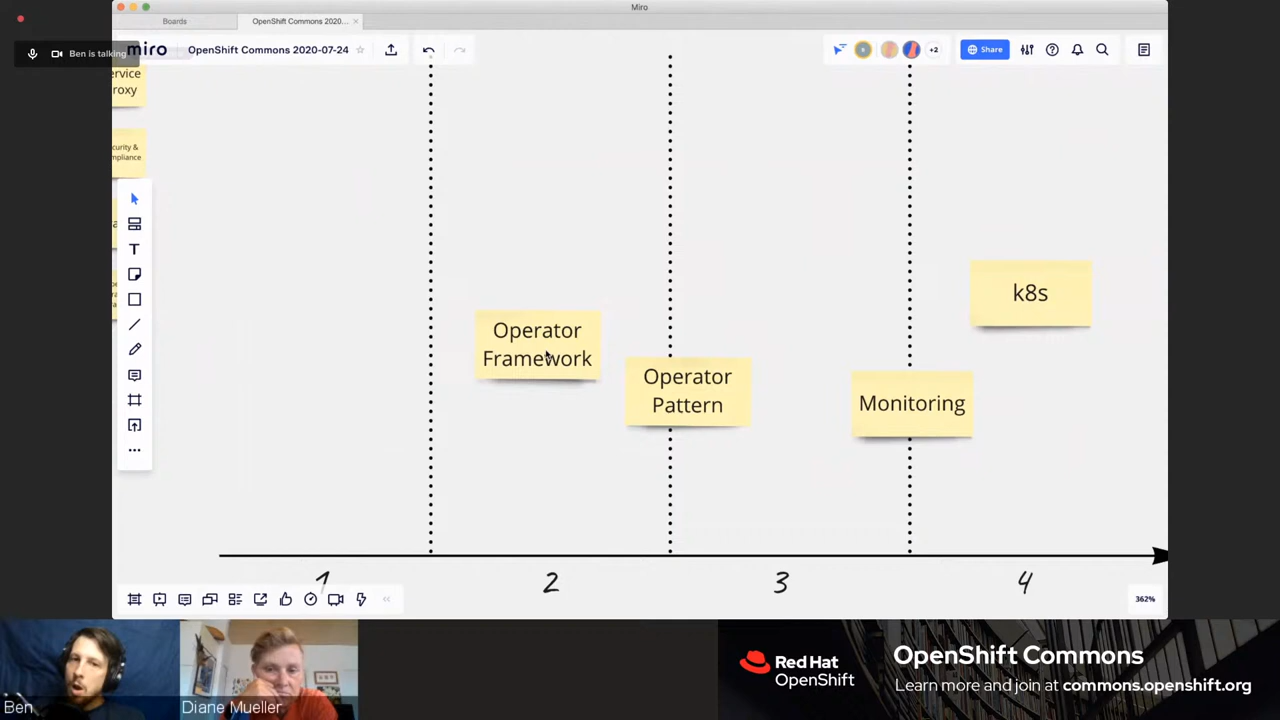 Miro
Boards
OpenShift Commons 2020...
Ben is talking
miro
OpenShift Commons 2020-07-24
+2
Share
ervice
roxy
curity &
mpliance
T
Operator
Framework
Operator
Pattern
Monitoring
k8s
1
2
3
4
362%
Ben
Diane Mueller
Red Hat
OpenShift
OpenShift Commons
Learn more and join at commons.openshift.org